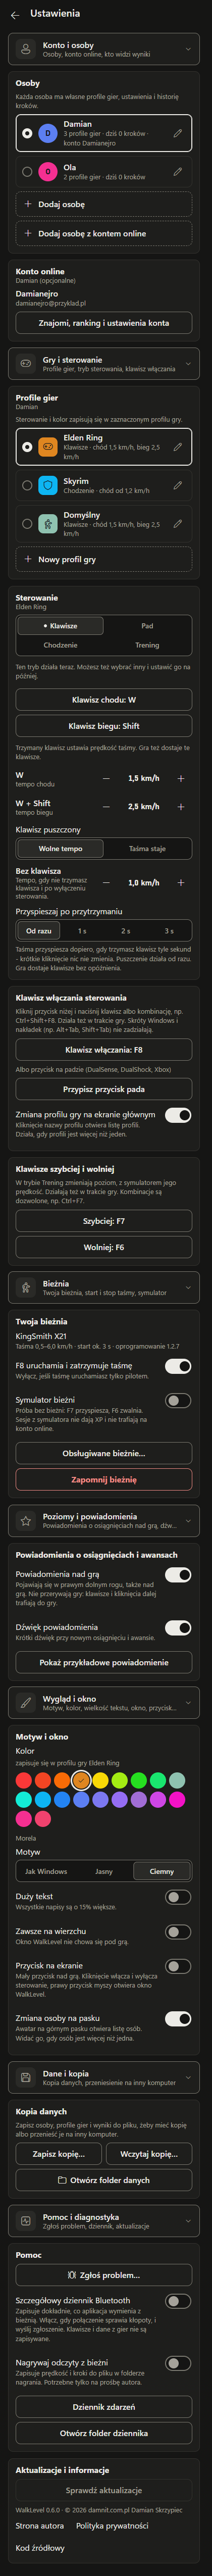 Ustawienia
Konto i osoby
Osoby, konto online, kto widzi wyniki
Osoby
Każda osoba ma własne profile gier, ustawienia i historię
kroków.
D
Damian
3 profile gier · dziś 0 kroków ·
konto Damianejro
O
Ola
2 profile gier · dziś 0 kroków
Dodaj osobę
Dodaj osobę z kontem online
Konto online
Damian (opcjonalne)
Damianejro
damianejro@przyklad.pl
Znajomi, ranking i ustawienia konta
Gry i sterowanie
Profile gier, tryb sterowania, klawisz włączania
Profile gier
Damian
Sterowanie i kolor zapisują się w zaznaczonym profilu gry.
Elden Ring
Klawisze · chód 1,5 km/h, bieg 2,5
km/h
Skyrim
Chodzenie · chód od 1,2 km/h
Domyślny
Klawisze · chód 1,5 km/h, bieg 2,5
km/h
Nowy profil gry
Sterowanie
Elden Ring
Klawisze
Pad
Chodzenie
Trening
Ten tryb działa teraz. Możesz też wybrać inny i ustawić go na
później.
Klawisz chodu: W
Klawisz biegu: Shift
Trzymany klawisz ustawia prędkość taśmy. Gra też dostaje te
klawisze.
W
tempo chodu
1,5 km/h
W + Shift
tempo biegu
2,5 km/h
Klawisz puszczony
Wolne tempo
Taśma staje
Bez klawisza
Tempo, gdy nie trzymasz
klawisza i po wyłączeniu
sterowania.
1,0 km/h
Przyspieszaj po przytrzymaniu
Od razu
1 s
2 s
3 s
Taśma przyspiesza dopiero, gdy trzymasz klawisz tyle sekund
- krótkie kliknięcie nic nie zmienia. Puszczenie działa od razu.
Gra dostaje klawisze bez opóźnienia.
Klawisz włączania sterowania
Kliknij przycisk niżej i naciśnij klawisz albo kombinację, np.
Ctrl+Shift+F8. Działa też w trakcie gry. Skróty Windows i
nakładek (np. Alt+Tab, Shift+Tab) nie zadziałają.
Klawisz włączania: F8
Albo przycisk na padzie (DualSense, DualShock, Xbox)
Przypisz przycisk pada
Zmiana profilu gry na ekranie głównym
Kliknięcie nazwy profilu otwiera listę profili.
Działa, gdy profili jest więcej niż jeden.
Klawisze szybciej i wolniej
W trybie Trening zmieniają poziom, z symulatorem jego
prędkość. Działają też w trakcie gry. Kombinacje są
dozwolone, np. Ctrl+F7.
Szybciej: F7
Wolniej: F6
Bieżnia
Twoja bieżnia, start i stop taśmy, symulator
Twoja bieżnia
KingSmith X21
Taśma 0,5-6,0 km/h · start ok. 3 s · oprogramowanie 1.2.7
F8 uruchamia i zatrzymuje taśmę
Wyłącz, jeśli taśmę uruchamiasz tylko pilotem.
Symulator bieżni
Próba bez bieżni: F7 przyspiesza, F6 zwalnia.
Sesje z symulatora nie dają XP i nie trafiają na
konto online.
Obsługiwane bieżnie...
Zapomnij bieżnię
Poziomy i powiadomienia
Powiadomienia o osiągnięciach nad grą, dźw...
Powiadomienia o osiągnięciach i awansach
Powiadomienia nad grą
Pojawiają się w prawym dolnym rogu, także nad
grą. Nie przerywają gry: klawisze i kliknięcia dalej
trafiają do gry.
Dźwięk powiadomienia
Krótki dźwięk przy nowym osiągnięciu i awansie.
Pokaż przykładowe powiadomienie
Wygląd i okno
Motyw, kolor, wielkość tekstu, okno, przycisk...
Motyw i okno
Kolor
zapisuje się w profilu gry Elden Ring
Morela
Motyw
Jak Windows
Jasny
Ciemny
Duży tekst
Wszystkie napisy są o 15% większe.
Zawsze na wierzchu
Okno WalkLevel nie chowa się pod grą.
Przycisk na ekranie
Mały przycisk nad grą. Kliknięcie włącza i wyłącza
sterowanie, prawy przycisk myszy otwiera okno
WalkLevel.
Zmiana osoby na pasku
Awatar na górnym pasku otwiera listę osób.
Widać go, gdy osób jest więcej niż jedna.
Dane i kopia
Kopia danych, przeniesienie na inny komputer
Kopia danych
Zapisz osoby, profile gier i wyniki do pliku, żeby mieć kopię
albo przenieść je na inny komputer.
Zapisz kopię...
Wczytaj kopię...
Otwórz folder danych
Pomoc i diagnostyka
Zgłoś problem, dziennik, aktualizacje
Pomoc
Zgłoś problem...
Szczegółowy dziennik Bluetooth
Zapisuje dokładnie, co aplikacja wymienia z
bieżnią. Włącz, gdy połączenie sprawia kłopoty, i
wyślij zgłoszenie. Klawisze i dane z gier nie są
zapisywane.
Nagrywaj odczyty z bieżni
Zapisuje prędkość i kroki do pliku w folderze
nagrania. Potrzebne tylko na prośbę autora.
Dziennik zdarzeń
Otwórz folder dziennika
Aktualizacje i informacje
Sprawdź aktualizacje
WalkLevel 0.6.0 · © 2026 damnit.com.pl Damian Skrzypiec
Strona autora
Polityka prywatności
Kod źródłowy